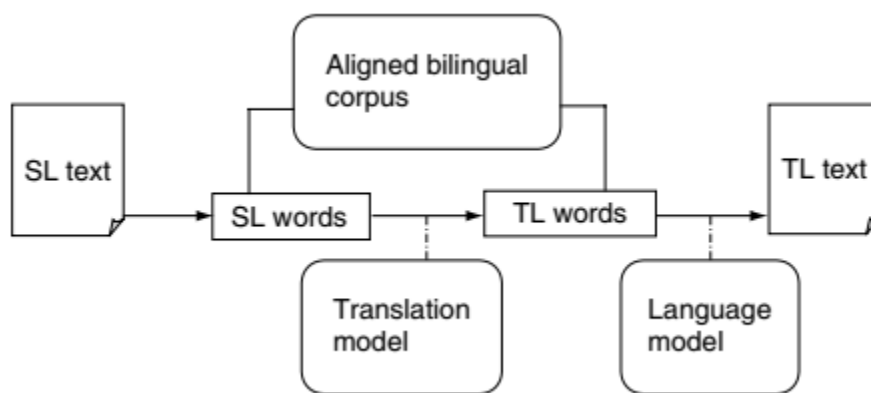 Aligned bilingual
corpus
SL text
SL words
TL words
TL text
Translation
model
Language
model